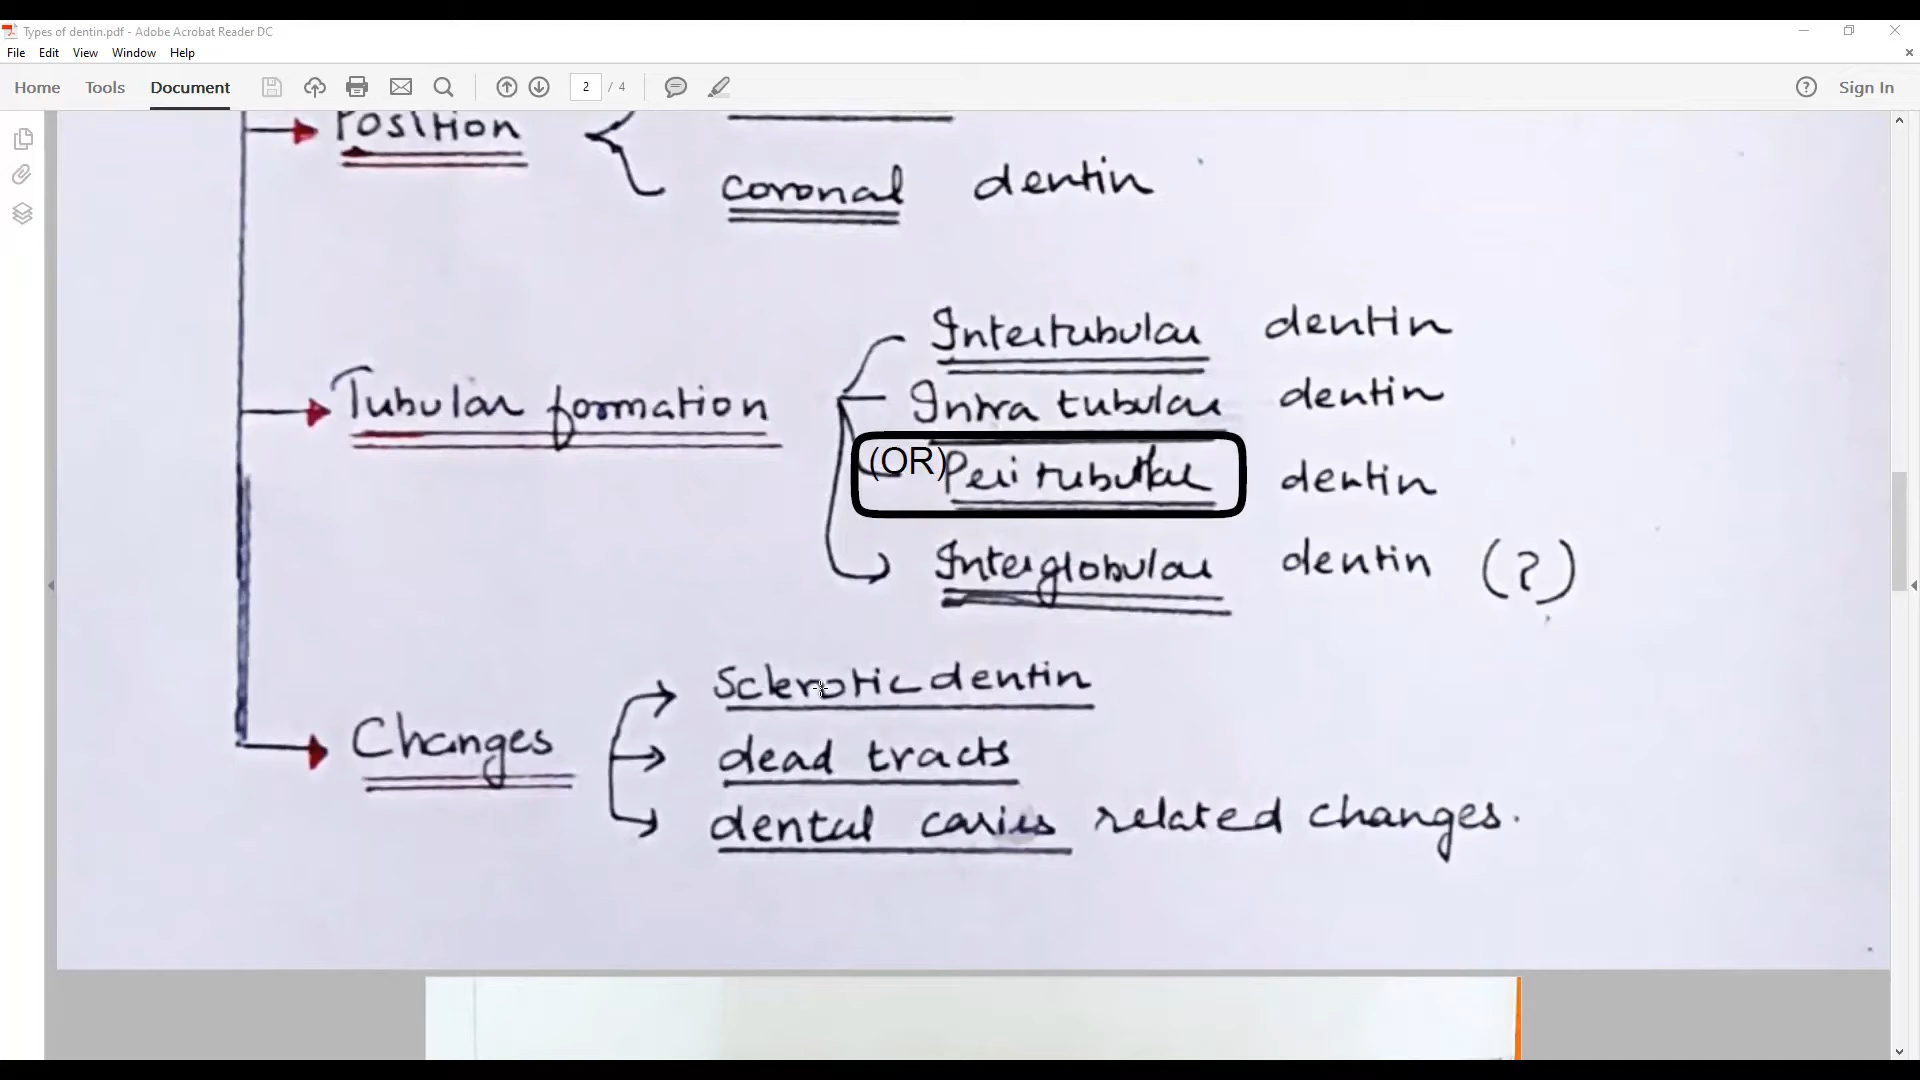 Types of dentin.pdf - Adobe Acrobat Reader DC
File Edit View Window Help
Home Tools Document 2 / 4 Sign In
Position
coronal dentin
Intertubular dentin
Tubular formation
Intra tubular dentin
(OR) Peri tubular dentin
Interglobular dentin (?)
Sclerotic dentin
Changes
dead tracts
dental caries related changes.